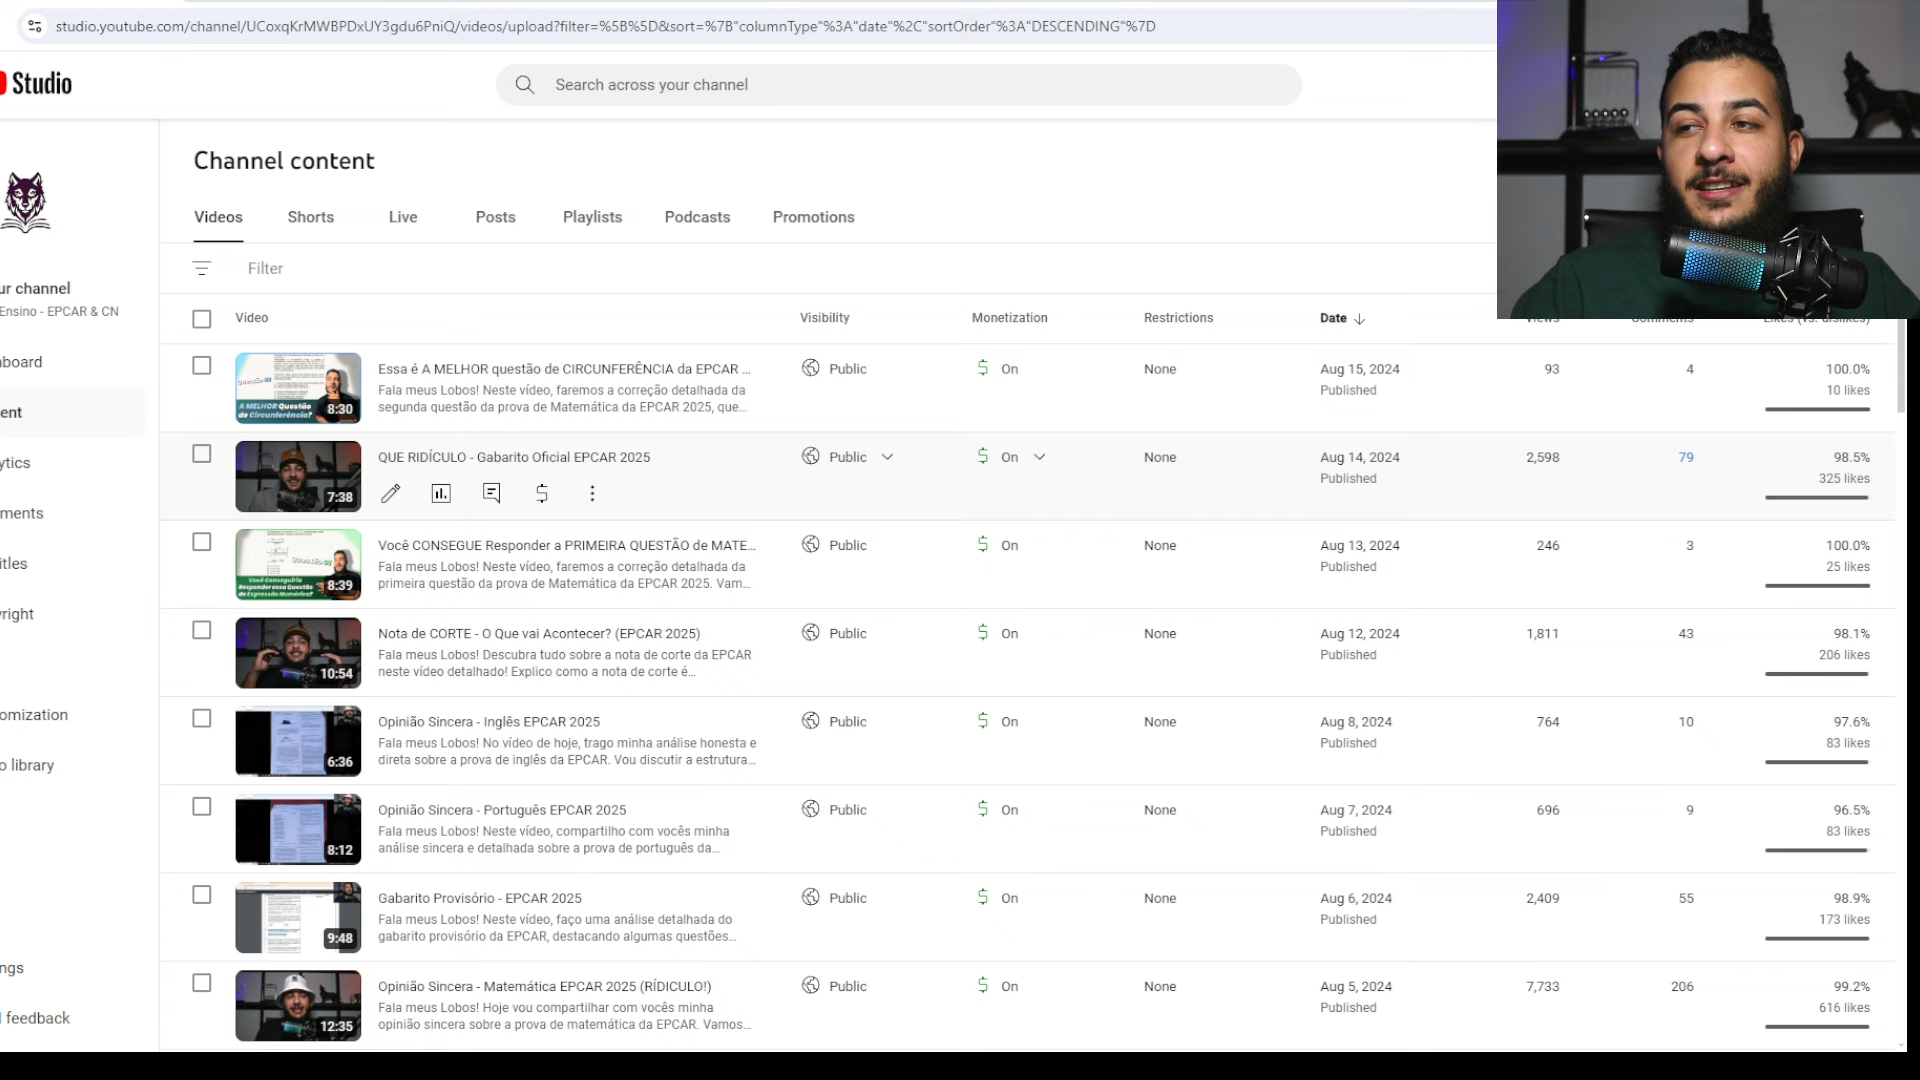 studio.youtube.com/channel/UCoxqKrMWBPDxUY3gdu6PniQ/videos/upload?filter=%5B%5D&sort=%7B"columnType"%3A"date"%2C"sortOrder"%3A"DESCENDING"%7D
Studio
Search across your channel
Channel content
Videos Shorts Live Posts Playlists Podcasts Promotions
Filter
ur channel
Ensino - EPCAR & CN
board
ent
ytics
ments
itles
right
omization
o library
ngs
feedback
Video Visibility Monetization Restrictions Date Views Comments Likes (vs. dislikes)
A MELHOR Questão
de Circunferência?
8:30
Essa é A MELHOR questão de CIRCUNFERÊNCIA da EPCAR ...
Fala meus Lobos! Neste vídeo, faremos a correção detalhada da
segunda questão da prova de Matemática da EPCAR 2025, que...
Public On None Aug 15, 2024 93 4 100.0%
Published 10 likes
7:38
QUE RIDÍCULO - Gabarito Oficial EPCAR 2025
Public On None Aug 14, 2024 2,598 79 98.5%
Published 325 likes
Você Conseguiria
Responder essa Questão
de Expressão Numérica?
8:39
Você CONSEGUE Responder a PRIMEIRA QUESTÃO de MATE...
Fala meus Lobos! Neste vídeo, faremos a correção detalhada da
primeira questão da prova de Matemática da EPCAR 2025. Vam...
Public On None Aug 13, 2024 246 3 100.0%
Published 25 likes
10:54
Nota de CORTE - O Que vai Acontecer? (EPCAR 2025)
Fala meus Lobos! Descubra tudo sobre a nota de corte da EPCAR
neste vídeo detalhado! Explico como a nota de corte é...
Public On None Aug 12, 2024 1,811 43 98.1%
Published 206 likes
6:36
Opinião Sincera - Inglês EPCAR 2025
Fala meus Lobos! No vídeo de hoje, trago minha análise honesta e
direta sobre a prova de inglês da EPCAR. Vou discutir a estrutura...
Public On None Aug 8, 2024 764 10 97.6%
Published 83 likes
8:12
Opinião Sincera - Português EPCAR 2025
Fala meus Lobos! Neste vídeo, compartilho com vocês minha
análise sincera e detalhada sobre a prova de português da...
Public On None Aug 7, 2024 696 9 96.5%
Published 83 likes
9:48
Gabarito Provisório - EPCAR 2025
Fala meus Lobos! Neste vídeo, faço uma análise detalhada do
gabarito provisório da EPCAR, destacando algumas questões...
Public On None Aug 6, 2024 2,409 55 98.9%
Published 173 likes
12:35
Opinião Sincera - Matemática EPCAR 2025 (RÍDICULO!)
Fala meus Lobos! Hoje vou compartilhar com vocês minha
opinião sincera sobre a prova de matemática da EPCAR. Vamos...
Public On None Aug 5, 2024 7,733 206 99.2%
Published 616 likes